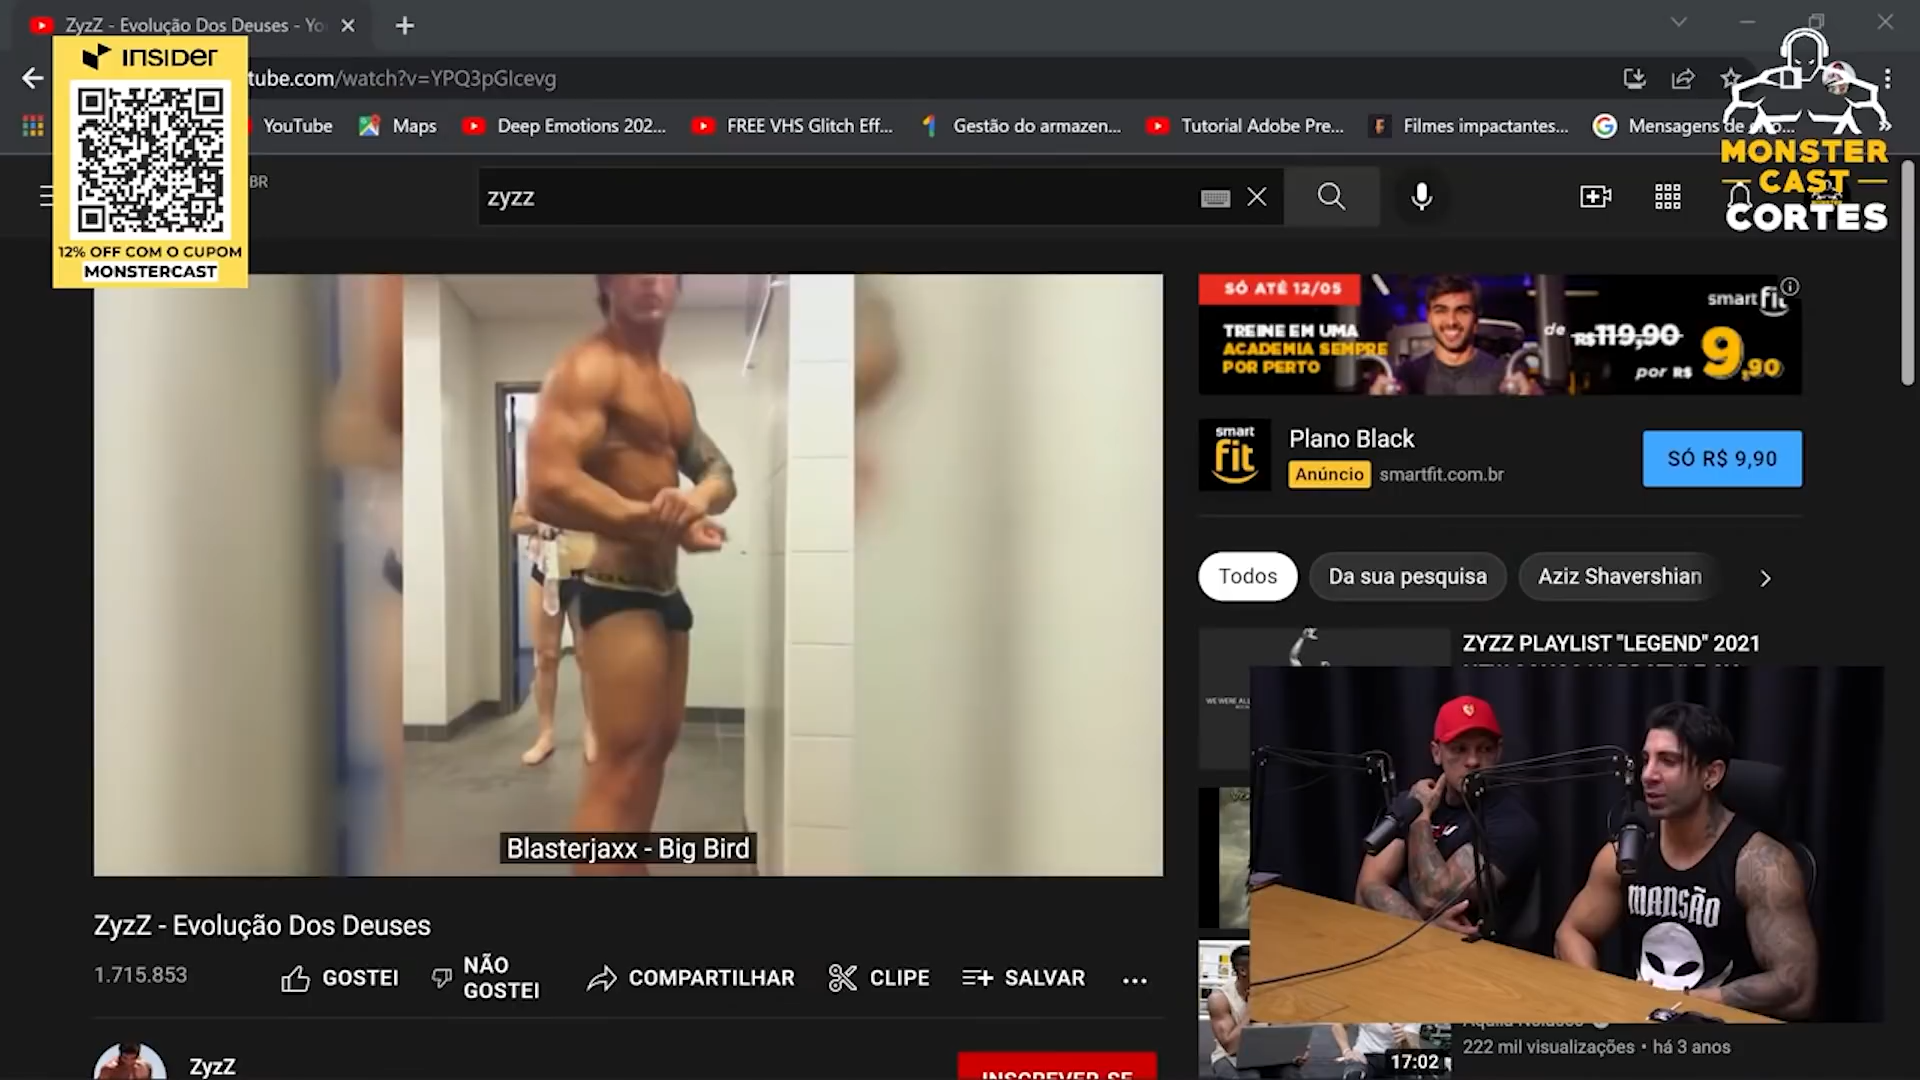 ZyzZ - Evolução Dos Deuses - Yo
INSIDER
12% OFF COM O CUPOM
MONSTERCAST
tube.com/watch?v=YPQ3pGlcevg
YouTube
Maps
Deep Emotions 202...
FREE VHS Glitch Eff...
Gestão do armazen...
Tutorial Adobe Pre...
Filmes impactantes...
Mensagens de
MONSTER
CAST
CORTES
BR
zyzz
SÓ ATÉ 12/05
TREINE EM UMA
ACADEMIA SEMPRE
POR PERTO
smart fit
de R$119,90
por R$ 9,90
smart
fit
Plano Black
Anúncio smartfit.com.br
SÓ R$ 9,90
Todos
Da sua pesquisa
Aziz Shavershian
ZYZZ PLAYLIST "LEGEND" 2021
WE WERE ALL
MANSÃO
Blasterjaxx - Big Bird
ZyzZ - Evolução Dos Deuses
1.715.853
GOSTEI
NÃO
GOSTEI
COMPARTILHAR
CLIPE
SALVAR
ZyzZ
INSCREVER-SE
17:02
222 mil visualizações • há 3 anos